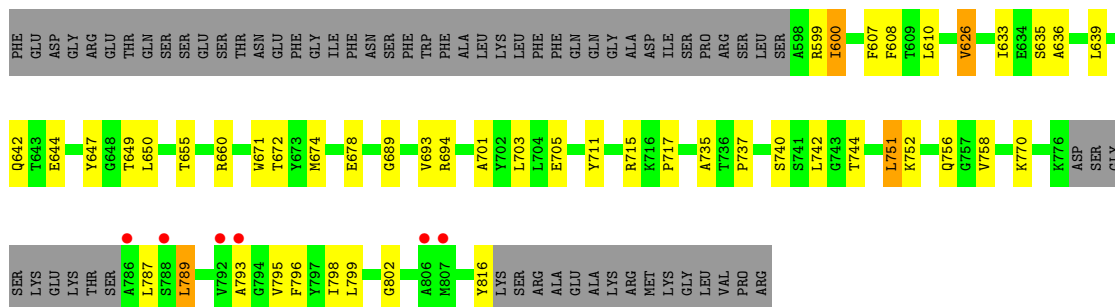 PHE GLU ASP GLY ARG GLU THR GLN SER SER GLU SER THR ASN GLU PHE GLY ILE PHE ASN SER PHE TRP PHE ALA LEU LYS LEU PHE PHE GLN GLN GLY ALA ASP ILE SER PRO ARG SER LEU SER A598 R599 I600 F607 F608 T609 L610 V626 I633 E634 S635 A636 L639
Q642 T643 E644 Y647 G648 T649 L650 T655 R660 W671 T672 Y673 M674 E678 G689 V693 R694 A701 Y702 L703 L704 E705 Y711 R715 K716 P717 A735 T736 P737 S740 S741 L742 G743 T744 L751 K752 Q756 G757 V758 K770 K776 ASP SER GLY
SER LYS GLU LYS THR SER A786 L787 S788 L789 V792 A793 G794 V795 F796 Y797 I798 L799 G802 A806 M807 Y816 LYS SER ARG ALA GLU ALA LYS ARG MET LYS GLY LEU VAL PRO ARG